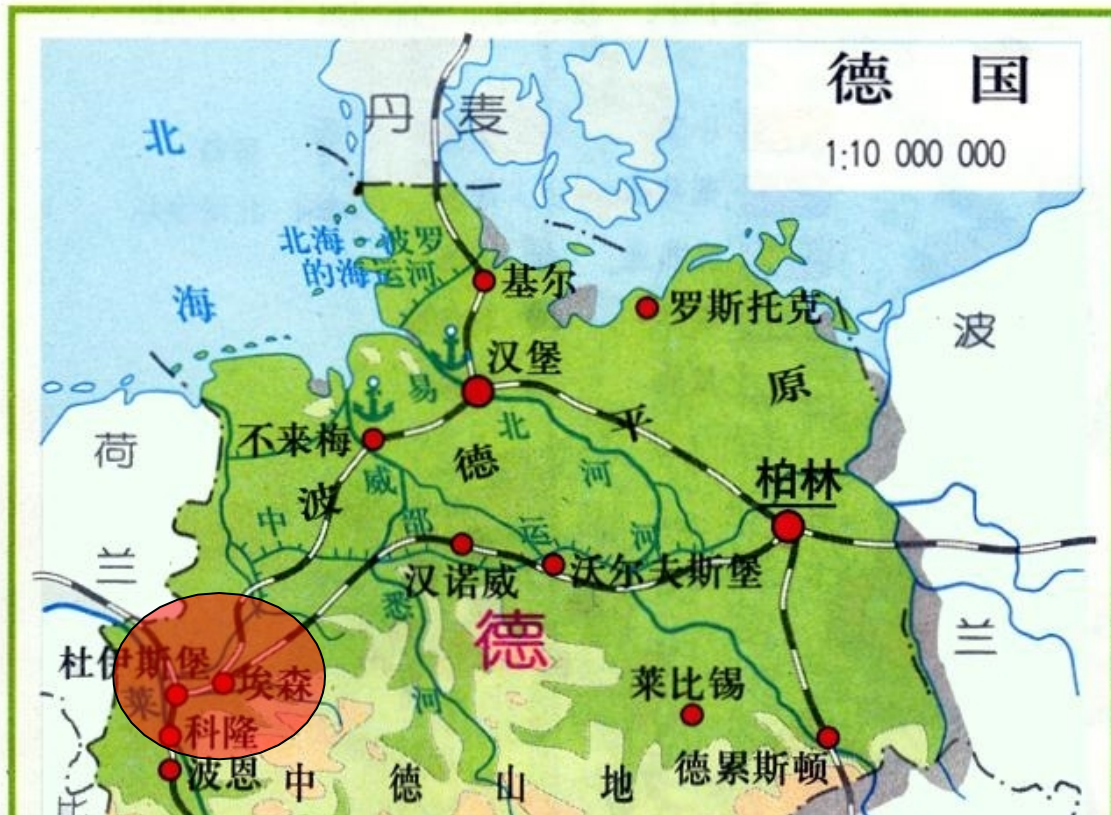 德 国
1:10 000 000
丹 麦
北
海
北海 波罗
的海运河
基尔
罗斯托克
波
兰
汉堡
易
北
河
平
原
荷
兰
不来梅
德
波
威
悉
河
中
部
运
河
柏林
汉诺威
沃尔夫斯堡
德
杜伊斯堡
埃森
莱
科隆
波恩
莱比锡
德累斯顿
中 德 山 地
比